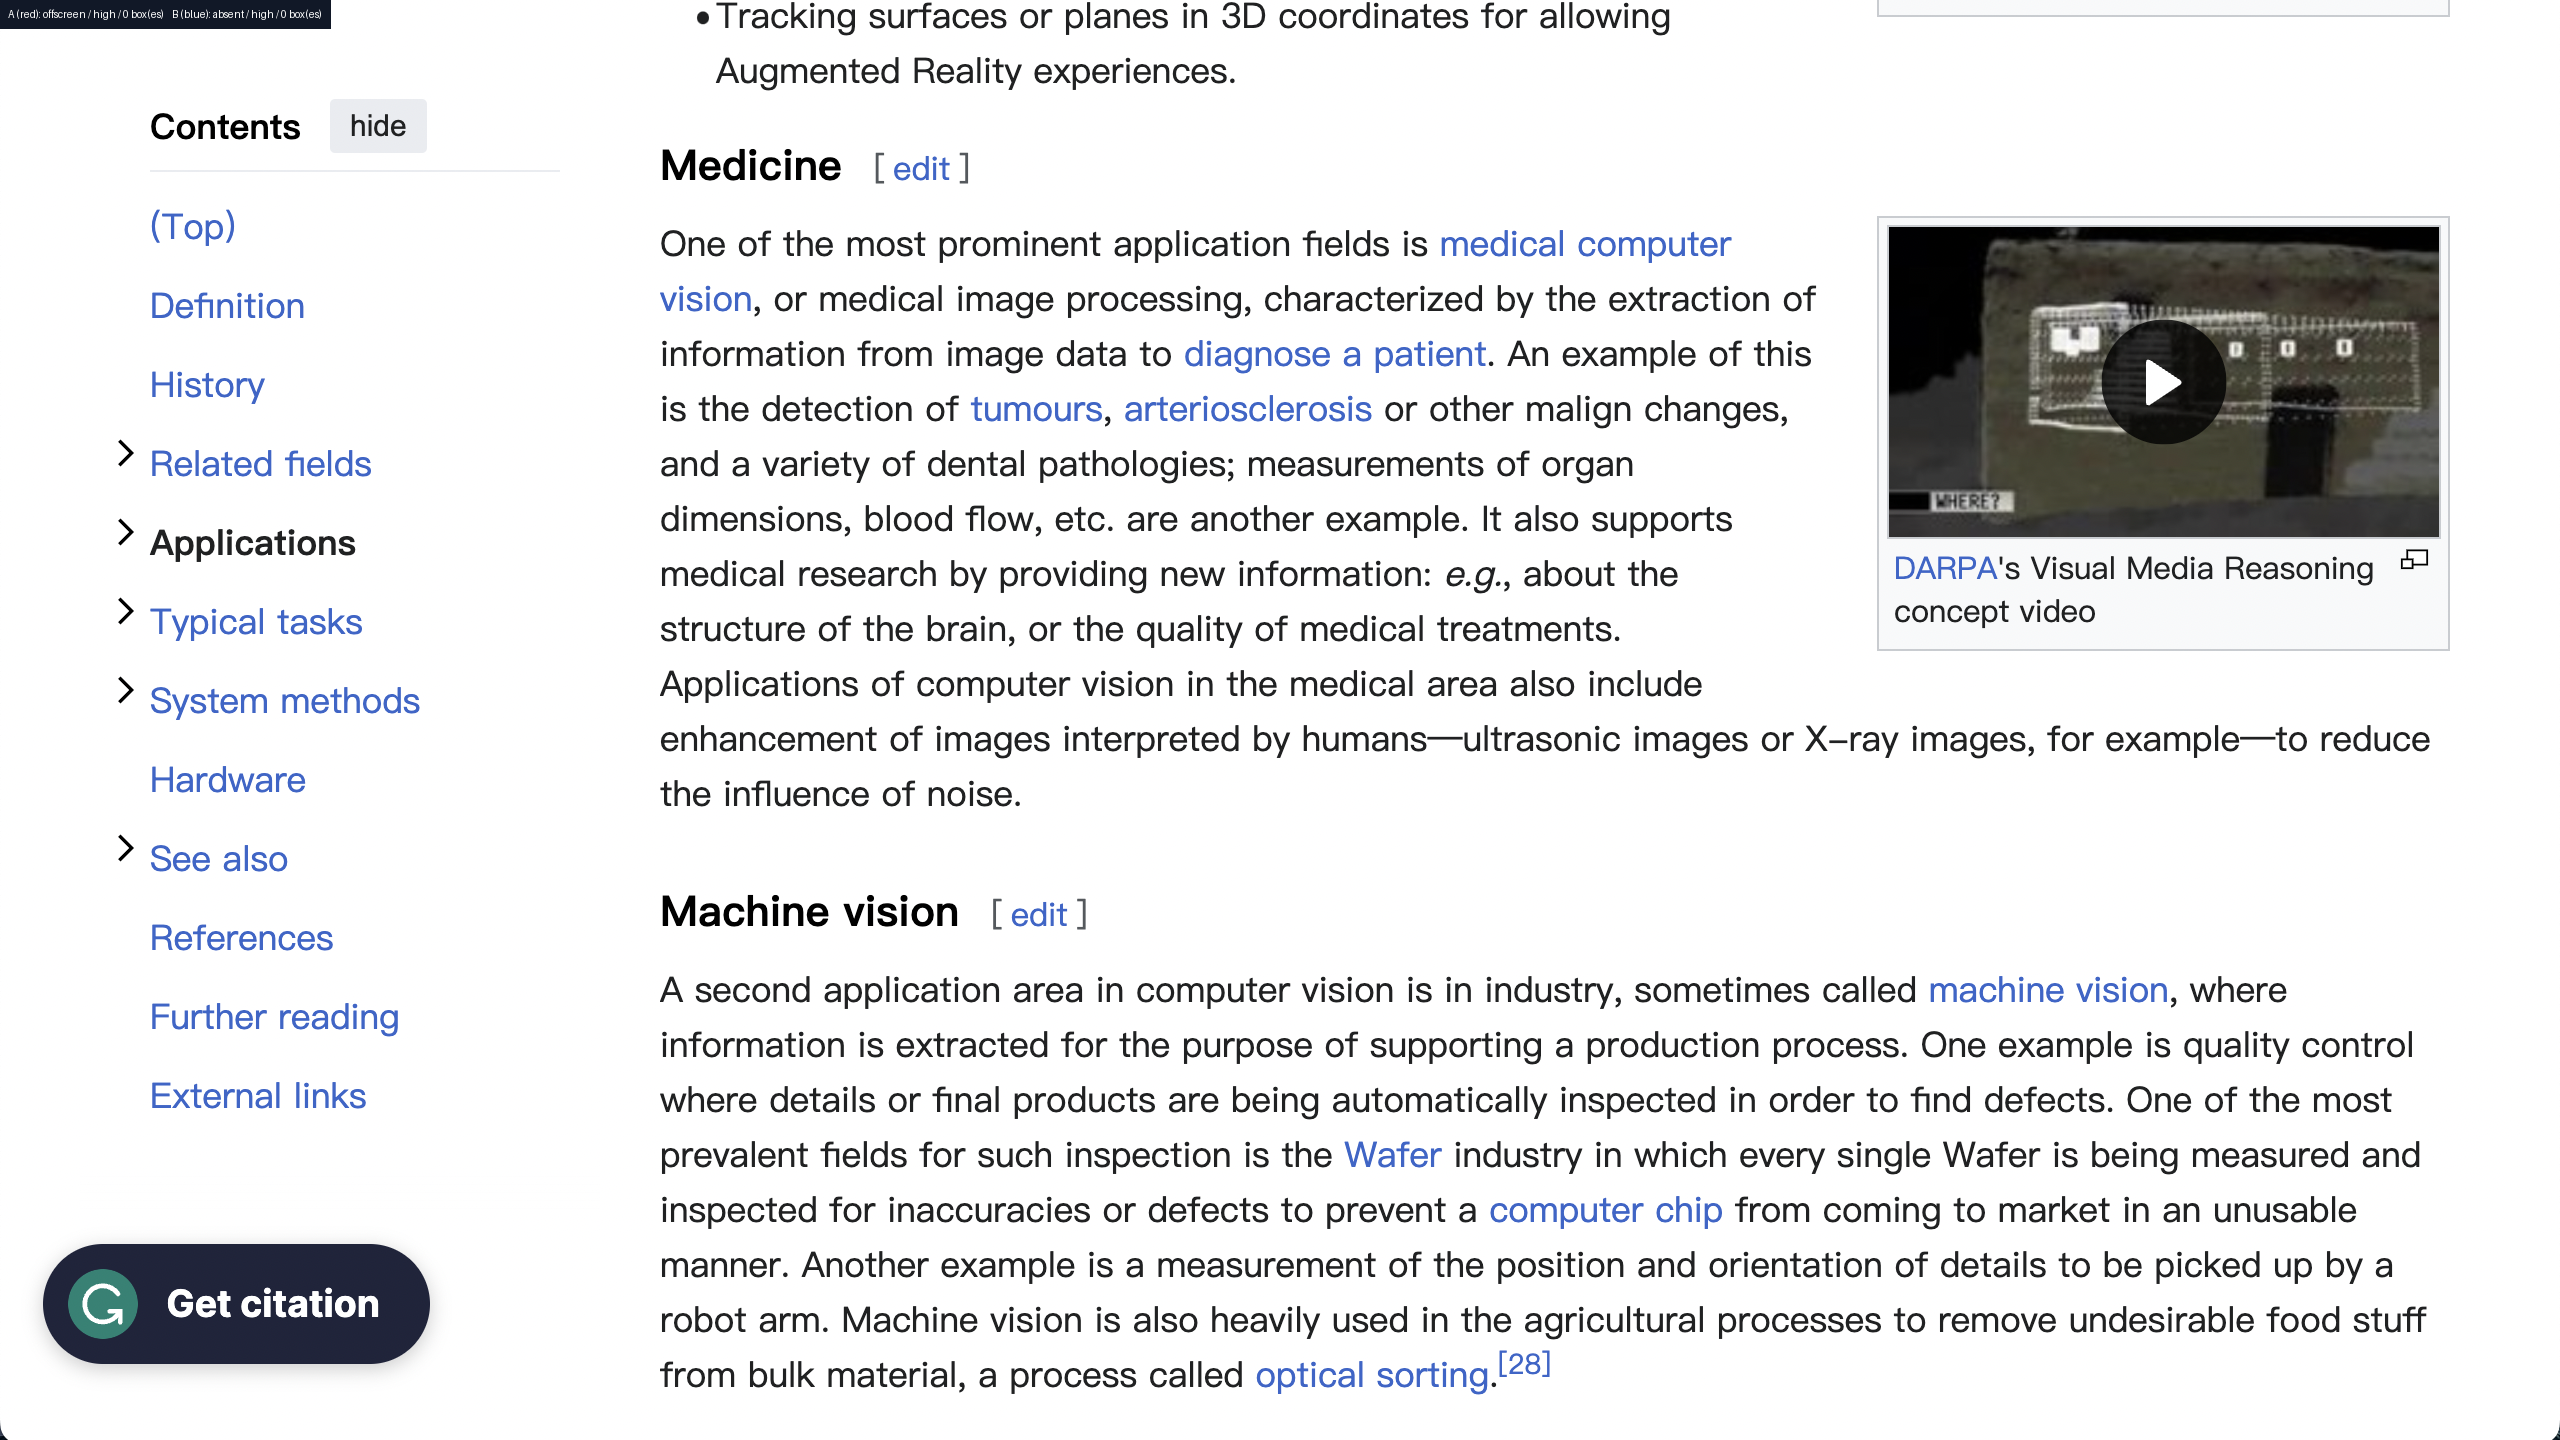 A (red): offscreen / high / 0 box(es)   B (blue): absent / high / 0 box(es)
Contents hide
(Top)
Definition
History
Related fields
Applications
Typical tasks
System methods
Hardware
See also
References
Further reading
External links
Get citation
• Tracking surfaces or planes in 3D coordinates for allowing
Augmented Reality experiences.
Medicine [ edit ]
One of the most prominent application fields is medical computer
vision, or medical image processing, characterized by the extraction of
information from image data to diagnose a patient. An example of this
is the detection of tumours, arteriosclerosis or other malign changes,
and a variety of dental pathologies; measurements of organ
dimensions, blood flow, etc. are another example. It also supports
medical research by providing new information: e.g., about the
structure of the brain, or the quality of medical treatments.
Applications of computer vision in the medical area also include
enhancement of images interpreted by humans—ultrasonic images or X-ray images, for example—to reduce
the influence of noise.
WHERE?
DARPA's Visual Media Reasoning
concept video
Machine vision [ edit ]
A second application area in computer vision is in industry, sometimes called machine vision, where
information is extracted for the purpose of supporting a production process. One example is quality control
where details or final products are being automatically inspected in order to find defects. One of the most
prevalent fields for such inspection is the Wafer industry in which every single Wafer is being measured and
inspected for inaccuracies or defects to prevent a computer chip from coming to market in an unusable
manner. Another example is a measurement of the position and orientation of details to be picked up by a
robot arm. Machine vision is also heavily used in the agricultural processes to remove undesirable food stuff
from bulk material, a process called optical sorting.[28]